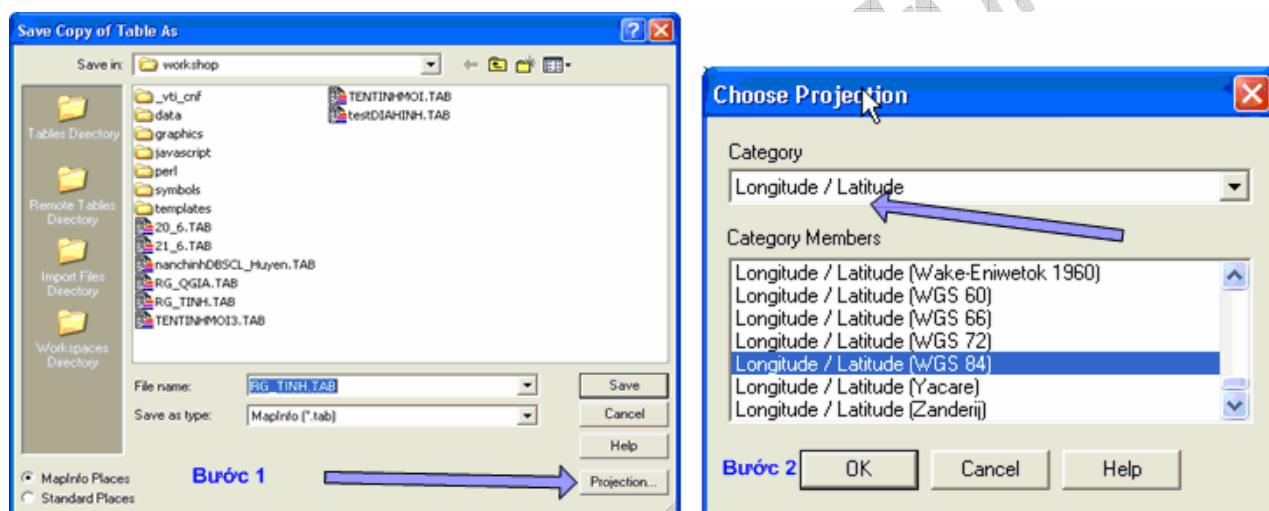 Save Copy of Table As
Save in:
workshop
Tables Directory
Remote Tables
Directory
Import Files
Directory
Workspaces
Directory
_vti_cnf
data
graphics
javascript
perl
symbols
templates
20_6.TAB
21_6.TAB
nanchinhDBSCL_Huyen.TAB
RG_QGIA.TAB
RG_TINH.TAB
TENTINHMOI3.TAB
TENTINHMOI.TAB
testDIAHINH.TAB
File name:
RG_TINH.TAB
Save
Save as type:
MapInfo (*.tab)
Cancel
Help
MapInfo Places
Standard Places
Bước 1
Projection...
Choose Projection
Category
Longitude / Latitude
Category Members
Longitude / Latitude (Wake-Eniwetok 1960)
Longitude / Latitude (WGS 60)
Longitude / Latitude (WGS 66)
Longitude / Latitude (WGS 72)
Longitude / Latitude (WGS 84)
Longitude / Latitude (Yacare)
Longitude / Latitude (Zanderij)
Bước 2
OK
Cancel
Help